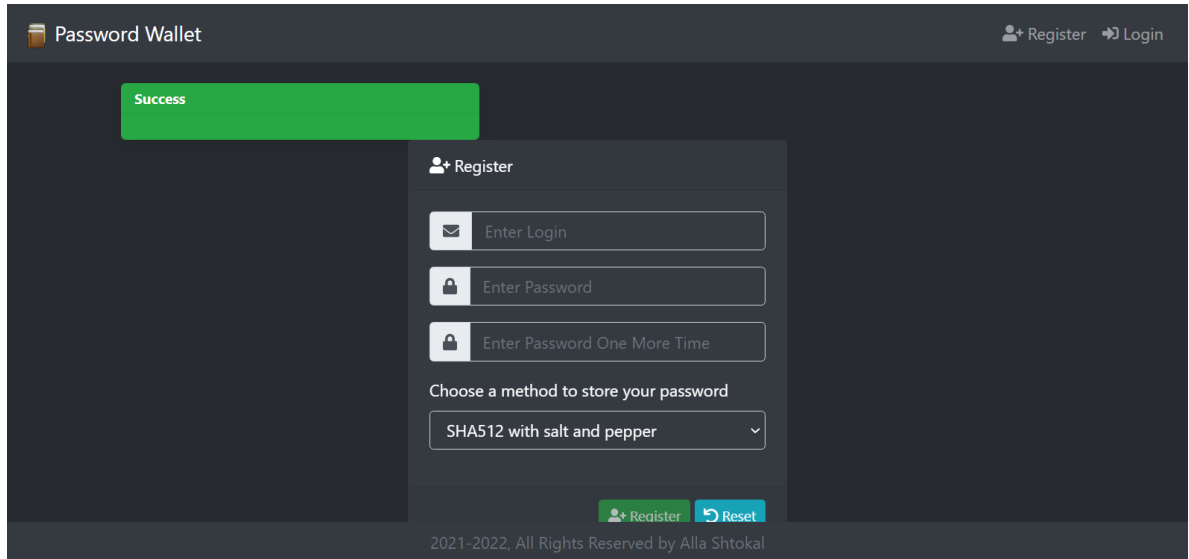 Password Wallet
Register Login
Success
Register
Enter Login
Enter Password
Enter Password One More Time
Choose a method to store your password
SHA512 with salt and pepper
Register Reset
2021-2022, All Rights Reserved by Alla Shtokal